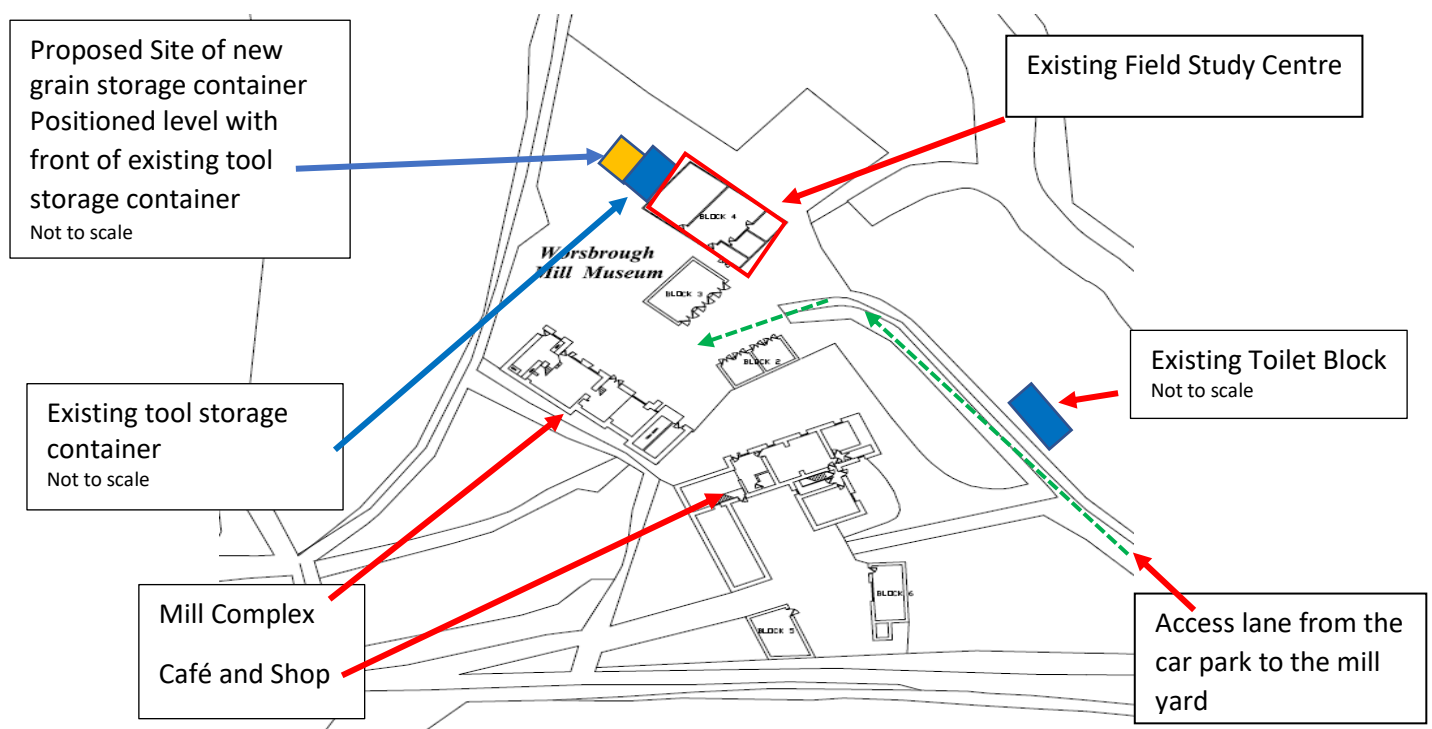 Proposed Site of new
grain storage container
Positioned level with
front of existing tool
storage container
Not to scale
Existing Field Study Centre
BLOCK 4
Worsbrough
Mill Museum
BLOCK 3
BLOCK 2
Existing Toilet Block
Not to scale
Existing tool storage
container
Not to scale
Mill Complex
Café and Shop
BLOCK 6
BLOCK 5
Access lane from the
car park to the mill
yard